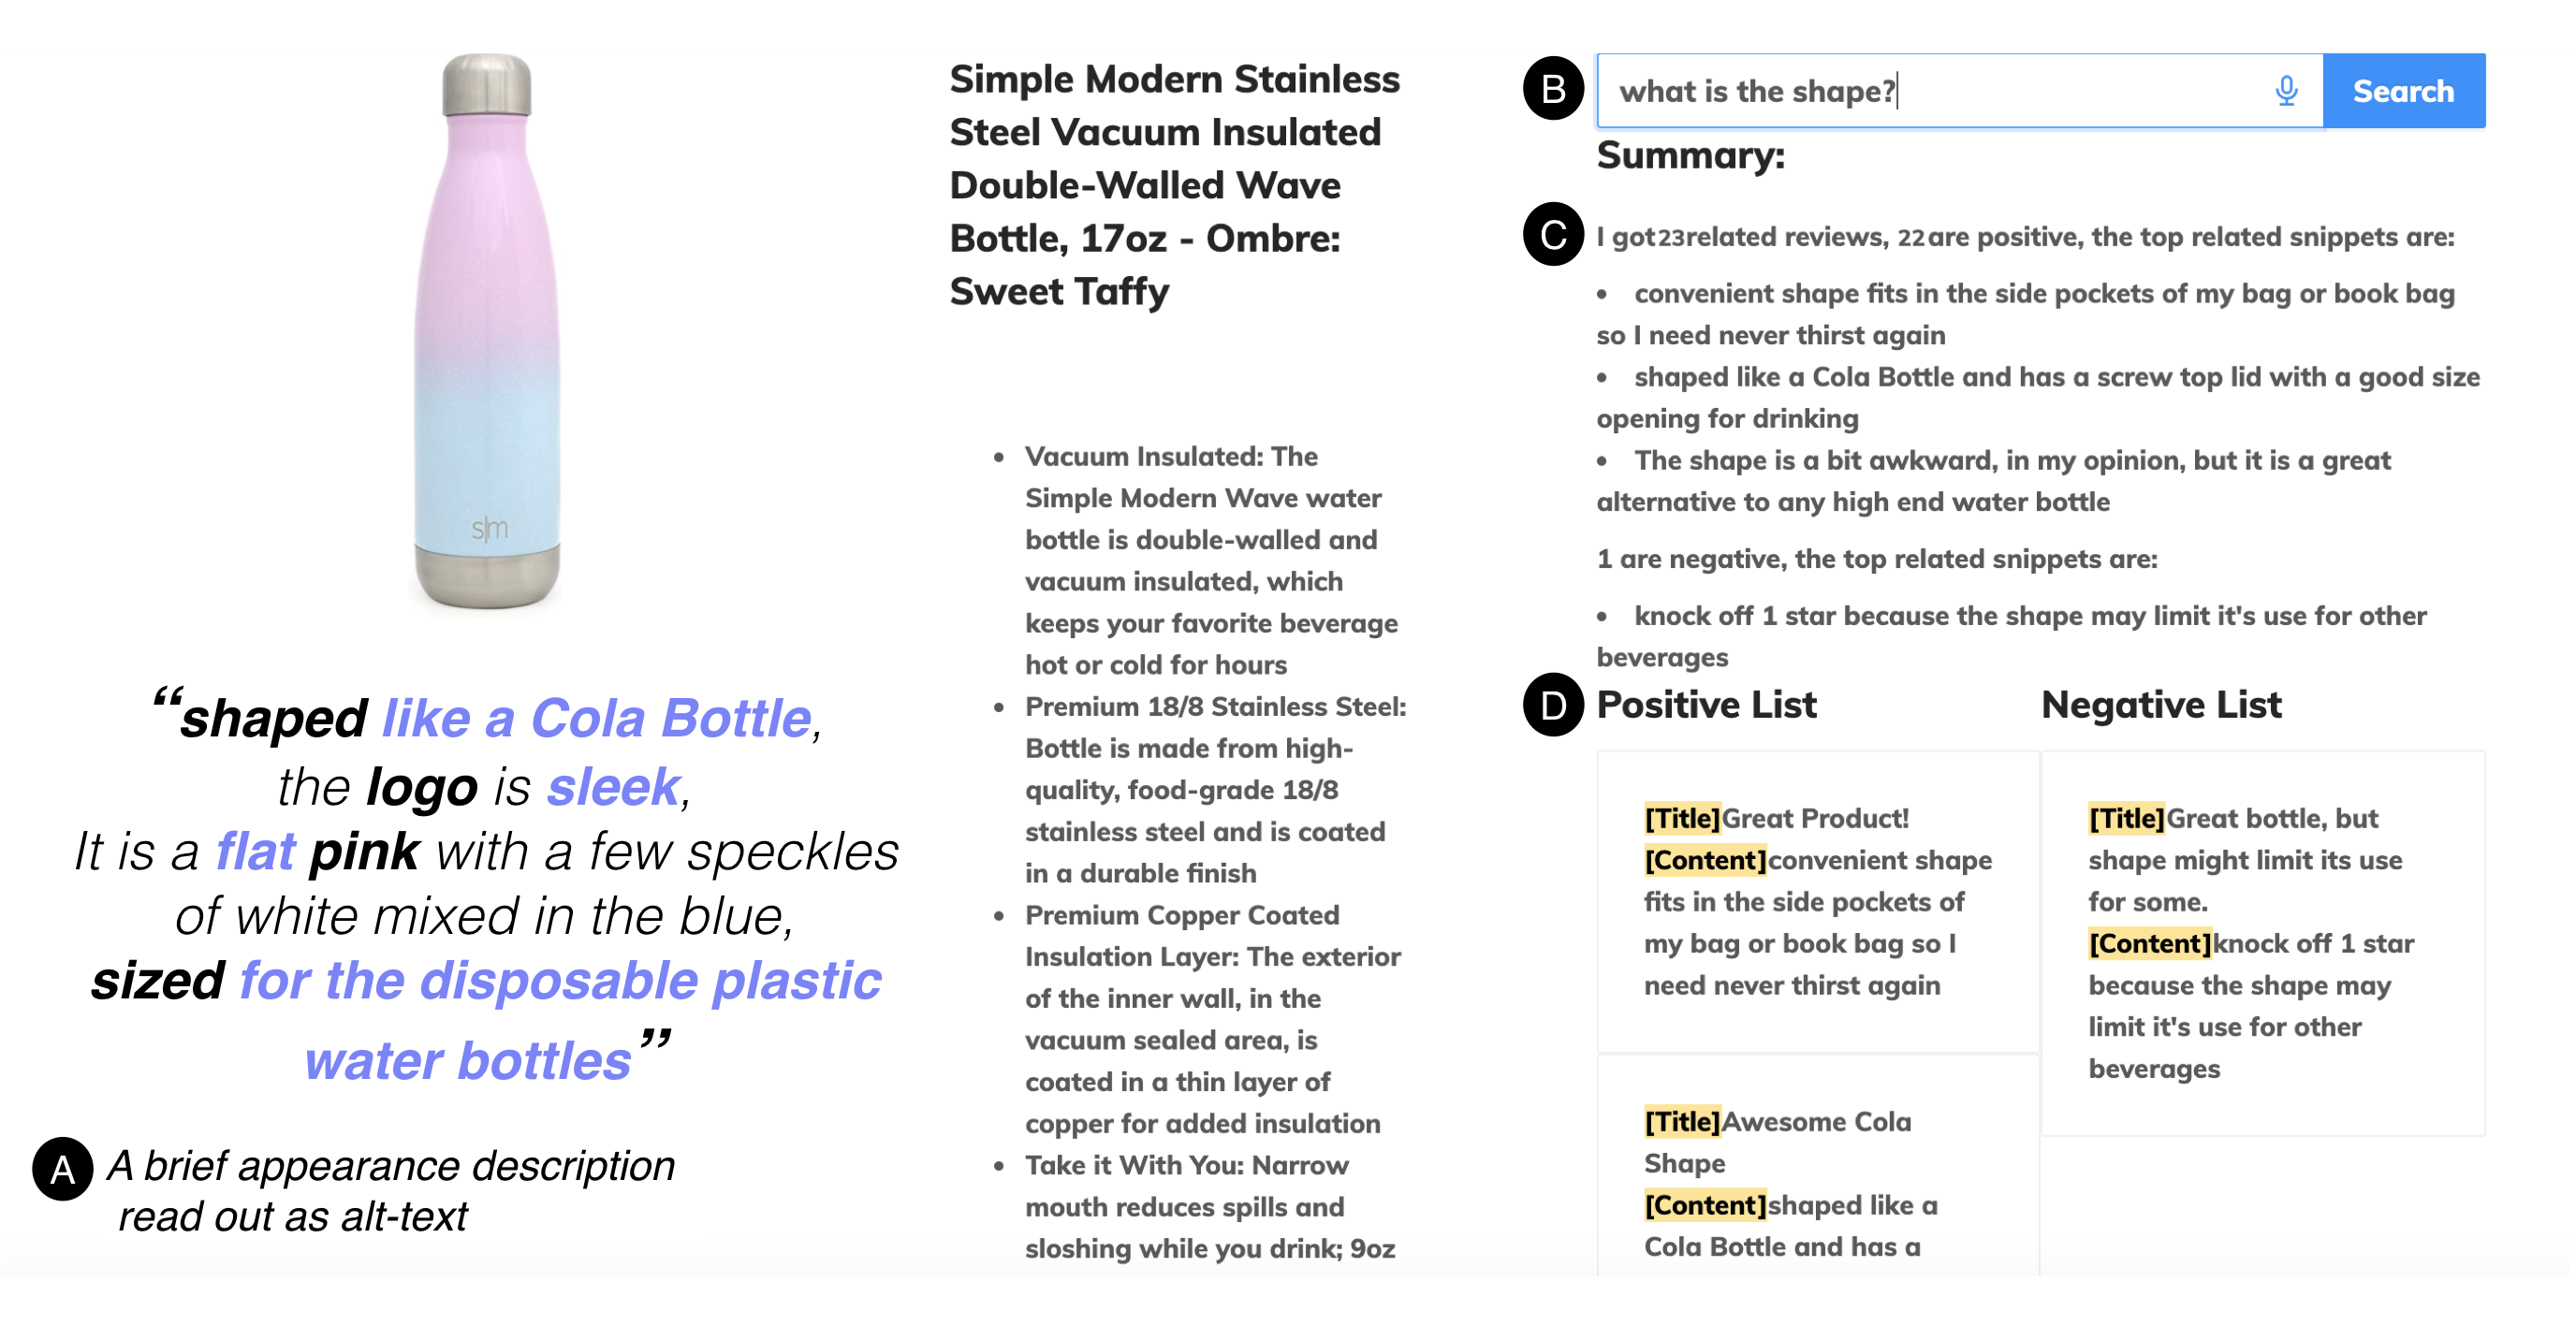 s|m
“shaped like a Cola Bottle,
the logo is sleek,
It is a flat pink with a few speckles
of white mixed in the blue,
sized for the disposable plastic
water bottles”
A
A brief appearance description
read out as alt-text
Simple Modern Stainless
Steel Vacuum Insulated
Double-Walled Wave
Bottle, 17oz - Ombre:
Sweet Taffy
• Vacuum Insulated: The
Simple Modern Wave water
bottle is double-walled and
vacuum insulated, which
keeps your favorite beverage
hot or cold for hours
• Premium 18/8 Stainless Steel:
Bottle is made from high-
quality, food-grade 18/8
stainless steel and is coated
in a durable finish
• Premium Copper Coated
Insulation Layer: The exterior
of the inner wall, in the
vacuum sealed area, is
coated in a thin layer of
copper for added insulation
• Take it With You: Narrow
mouth reduces spills and
sloshing while you drink; 9oz
B
what is the shape?
Search
Summary:
C
I got 23 related reviews, 22 are positive, the top related snippets are:
• convenient shape fits in the side pockets of my bag or book bag
so I need never thirst again
• shaped like a Cola Bottle and has a screw top lid with a good size
opening for drinking
• The shape is a bit awkward, in my opinion, but it is a great
alternative to any high end water bottle
1 are negative, the top related snippets are:
• knock off 1 star because the shape may limit it's use for other
beverages
D
Positive List
[Title]Great Product!
[Content]convenient shape
fits in the side pockets of
my bag or book bag so I
need never thirst again
[Title]Awesome Cola
Shape
[Content]shaped like a
Cola Bottle and has a
Negative List
[Title]Great bottle, but
shape might limit its use
for some.
[Content]knock off 1 star
because the shape may
limit it's use for other
beverages